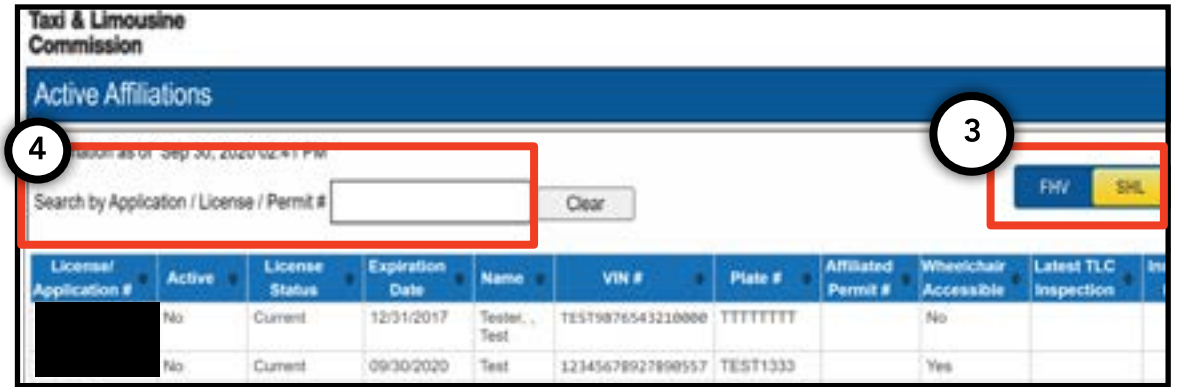 Taxi & Limousine
Commission
Active Affiliations
4
3
as of Sep 30, 2020 02:41 PM
Search by Application / License / Permit #
Clear
FHV SHL
License/ Application # Active License Status Expiration Date Name VIN # Plate # Affiliated Permit # Wheelchair Accessible Latest TLC Inspection
No Current 12/31/2017 Tester, , Test TEST9876543210000 TTTTTTTT No
No Current 09/30/2020 Test 12345678927890557 TEST1333 Yes